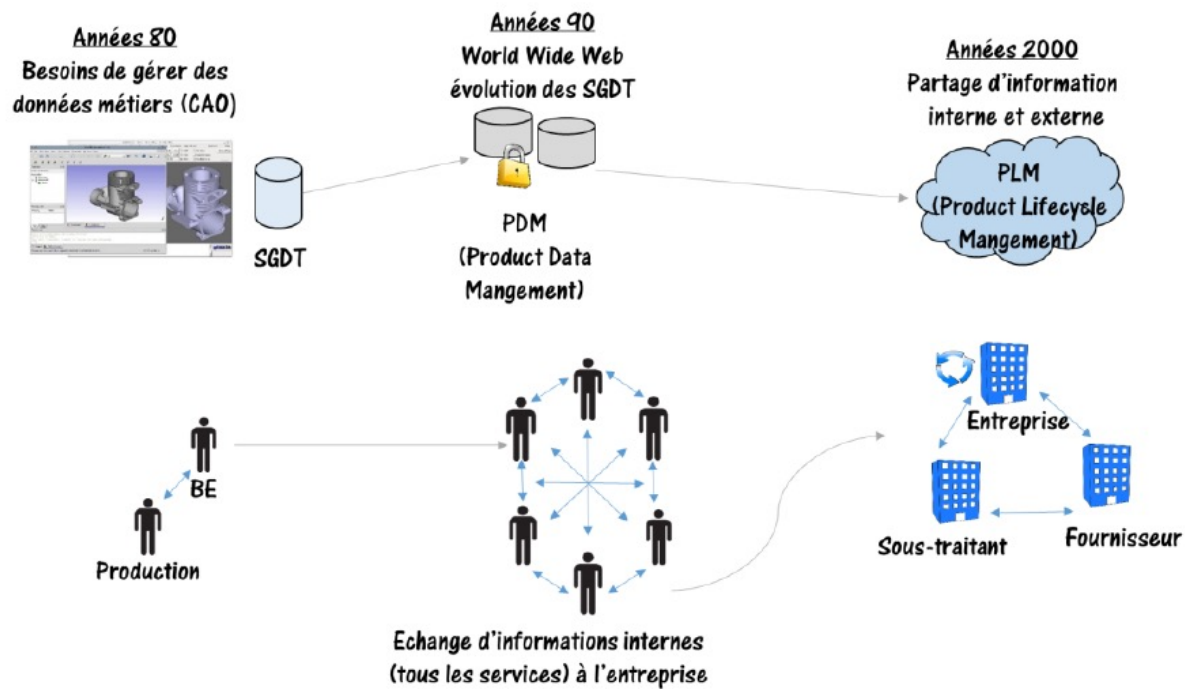 Années 80
Besoins de gérer des
données métiers (CAO)
SGDT
Années 90
World Wide Web
évolution des SGDT
PDM
(Product Data
Mangement)
Années 2000
Partage d'information
interne et externe
PLM
(Product Lifecycle
Mangement)
BE
Production
Echange d'informations internes
(tous les services) à l'entreprise
Entreprise
Sous-traitant
Fournisseur